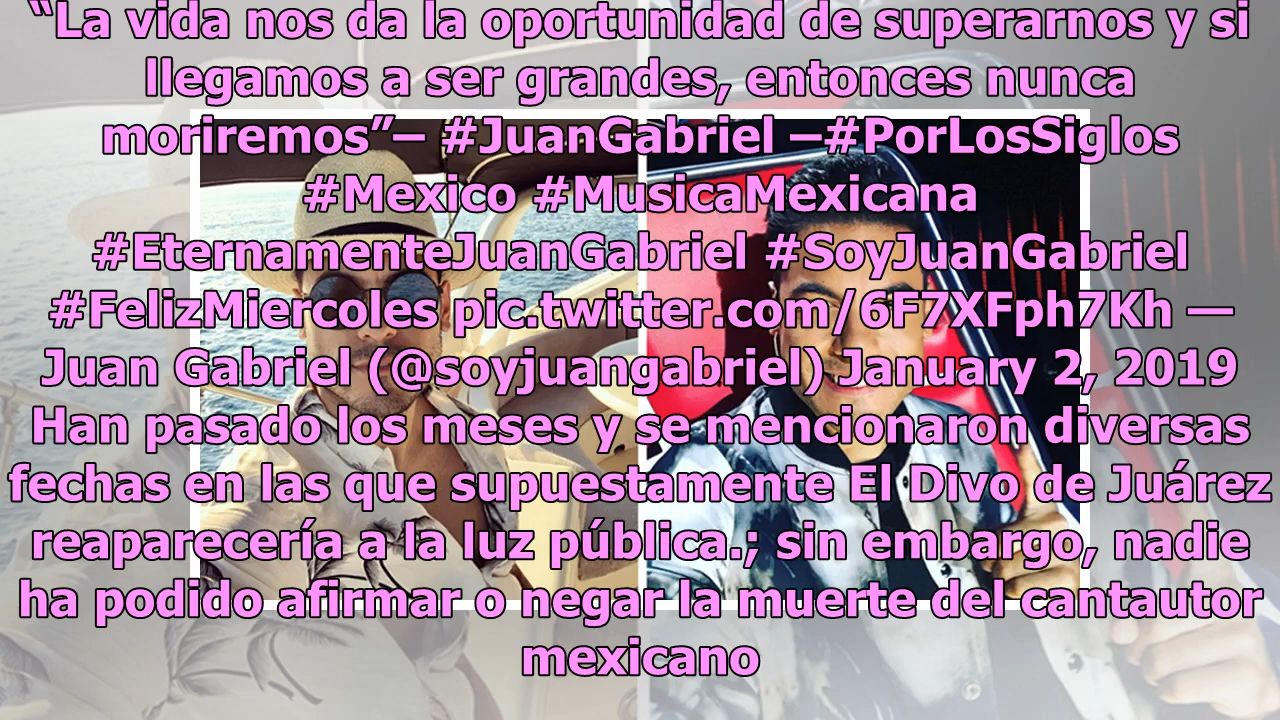 “La vida nos da la oportunidad de superarnos y si
llegamos a ser grandes, entonces nunca
moriremos”– #JuanGabriel –#PorLosSiglos
#Mexico #MusicaMexicana
#EternamenteJuanGabriel #SoyJuanGabriel
#FelizMiercoles pic.twitter.com/6F7XFph7Kh —
Juan Gabriel (@soyjuangabriel) January 2, 2019
Han pasado los meses y se mencionaron diversas
fechas en las que supuestamente El Divo de Juárez
reaparecería a la luz pública.; sin embargo, nadie
ha podido afirmar o negar la muerte del cantautor
mexicano